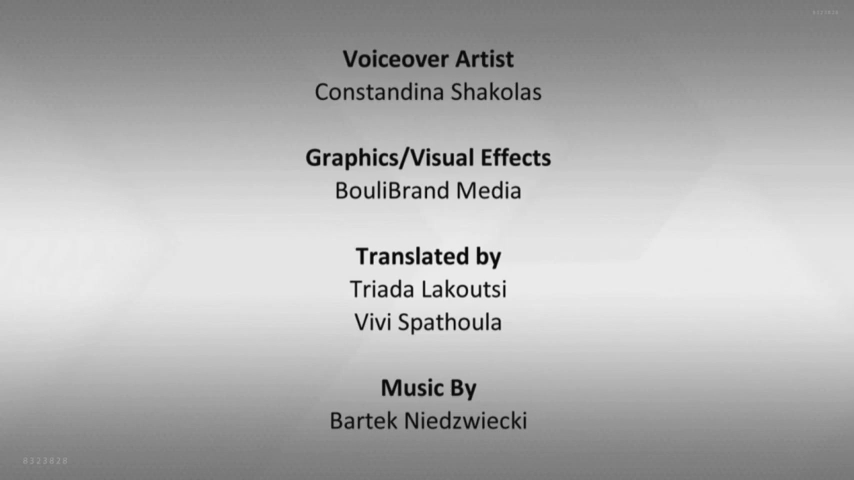 Voiceover Artist
Constandina Shakolas
Graphics/Visual Effects
BouliBrand Media
Translated by
Triada Lakoutsi
Vivi Spathoula
Music By
Bartek Niedzwiecki